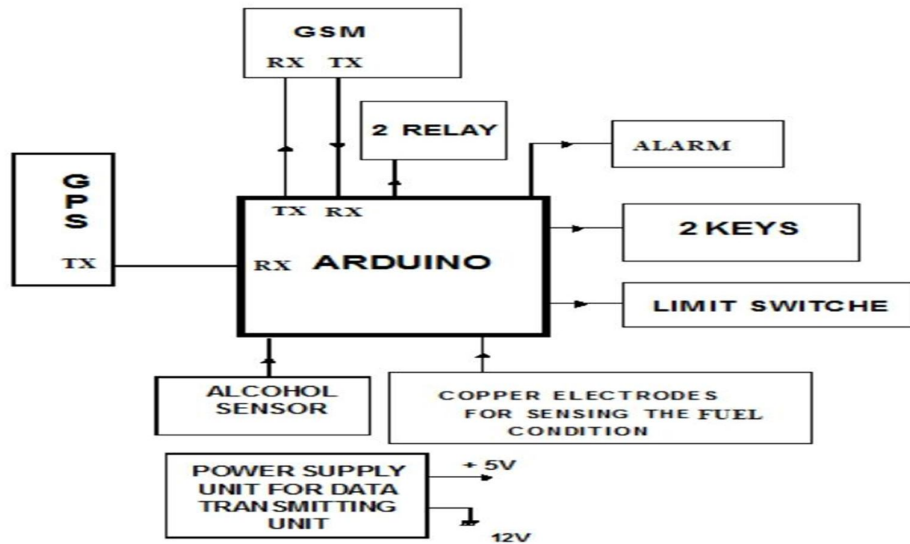 GSM
RX TX
2 RELAY
ALARM
GPS
TX
TX RX
RX ARDUINO
2 KEYS
LIMIT SWITCHE
ALCOHOL
SENSOR
COPPER ELECTRODES
FOR SENSING THE FUEL
CONDITION
POWER SUPPLY
UNIT FOR DATA
TRANSMITTING
UNIT
+ 5V
12V